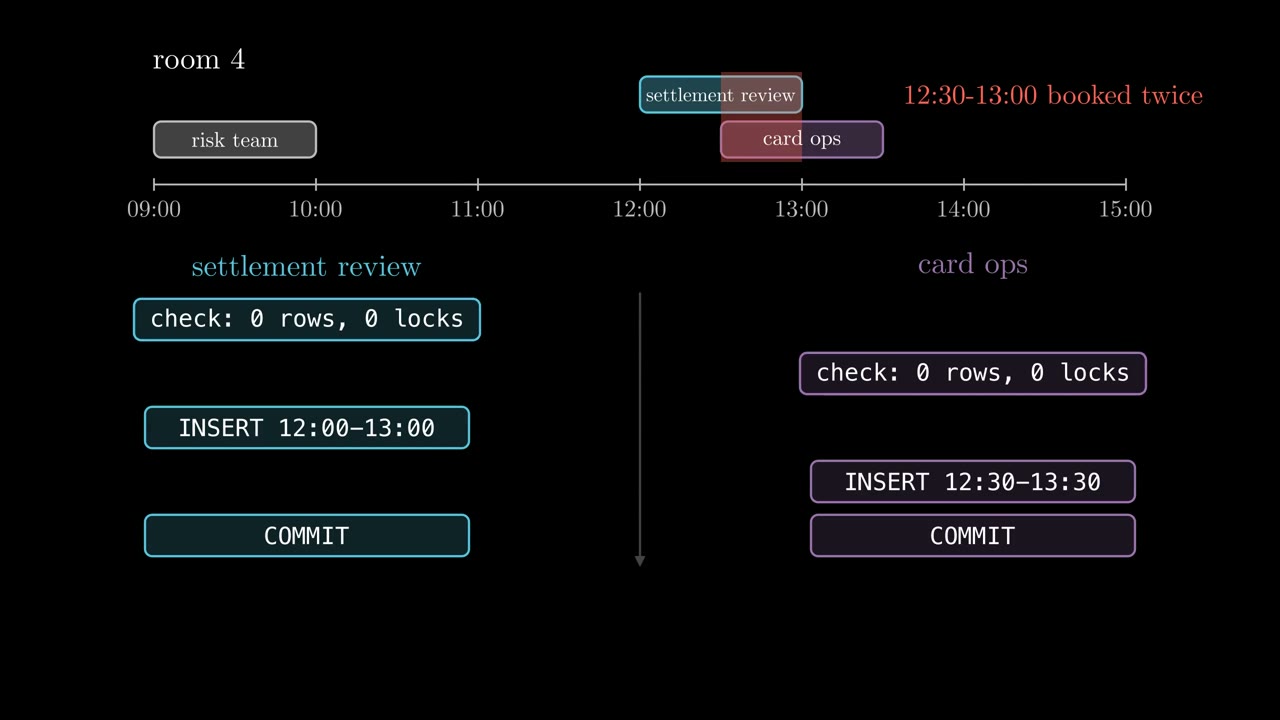 room 4
settlement review
12:30-13:00 booked twice
risk team
card ops
09:00 10:00 11:00 12:00 13:00 14:00 15:00
settlement review
card ops
check: 0 rows, 0 locks
check: 0 rows, 0 locks
INSERT 12:00–13:00
INSERT 12:30–13:30
COMMIT
COMMIT